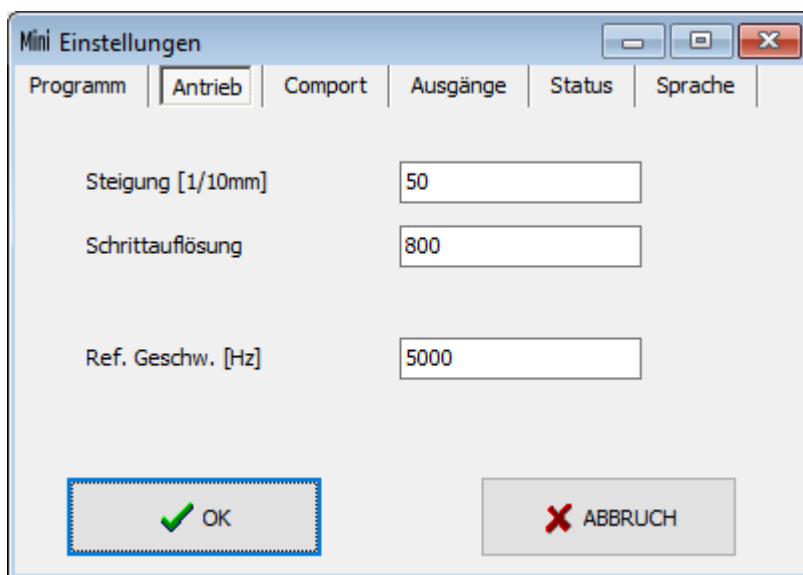 Mini Einstellungen
Programm Antrieb Comport Ausgänge Status Sprache
Steigung [1/10mm] 50
Schrittauflösung 800
Ref. Geschw. [Hz] 5000
OK ABBRUCH